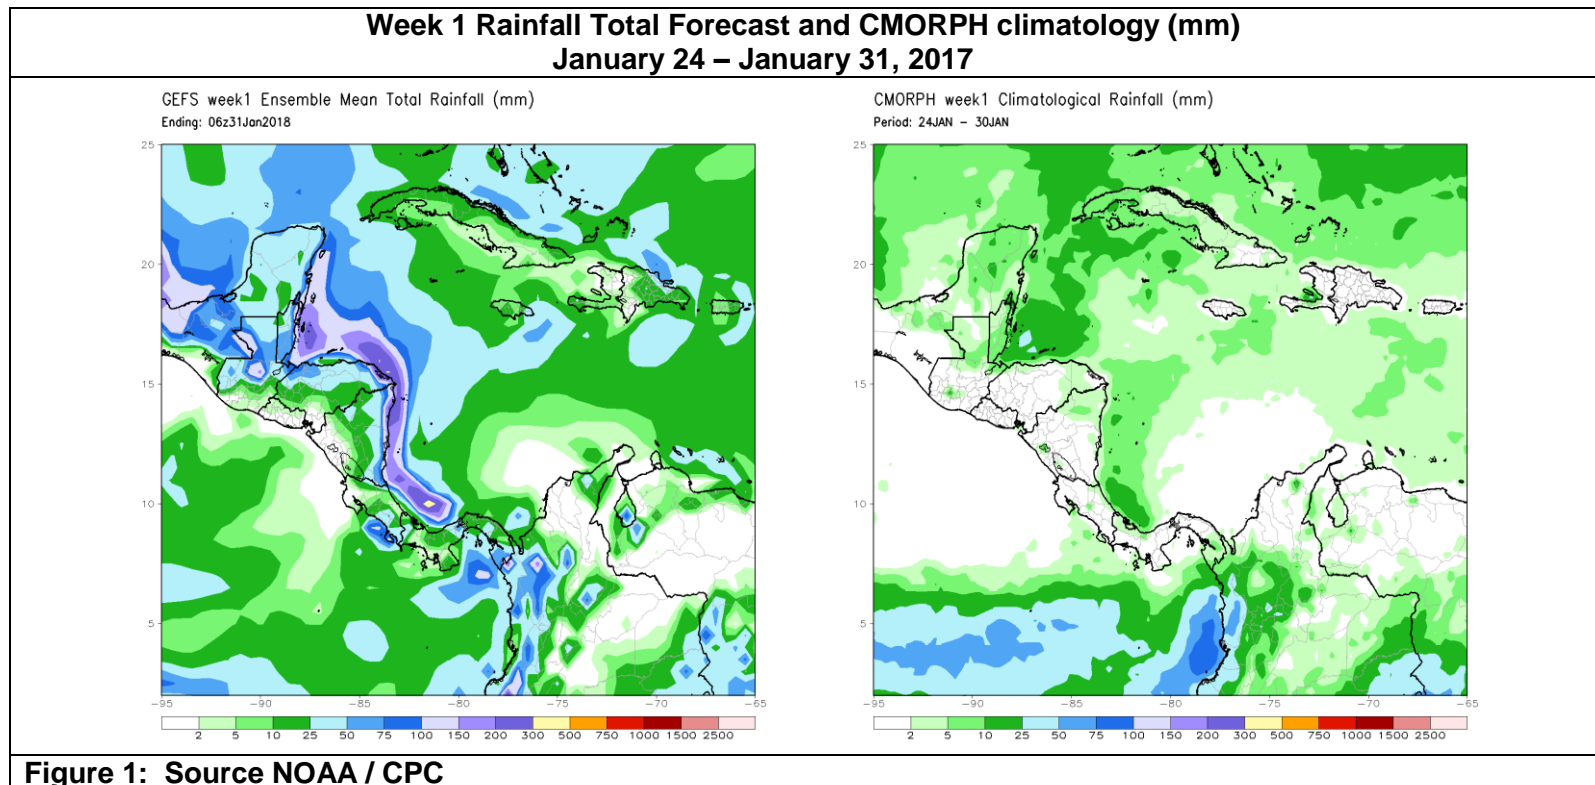 Week 1 Rainfall Total Forecast and CMORPH climatology (mm)
January 24 – January 31, 2017
GEFS week1 Ensemble Mean Total Rainfall (mm)
Ending: 06z31Jan2018
25
20
15
10
5
-95 -90 -85 -80 -75 -70 -65
2 5 10 25 50 75 100 150 200 300 500 750 1000 1500 2500
CMORPH week1 Climatological Rainfall (mm)
Period: 24JAN - 30JAN
25
20
15
10
5
-95 -90 -85 -80 -75 -70 -65
2 5 10 25 50 75 100 150 200 300 500 750 1000 1500 2500
Figure 1: Source NOAA / CPC